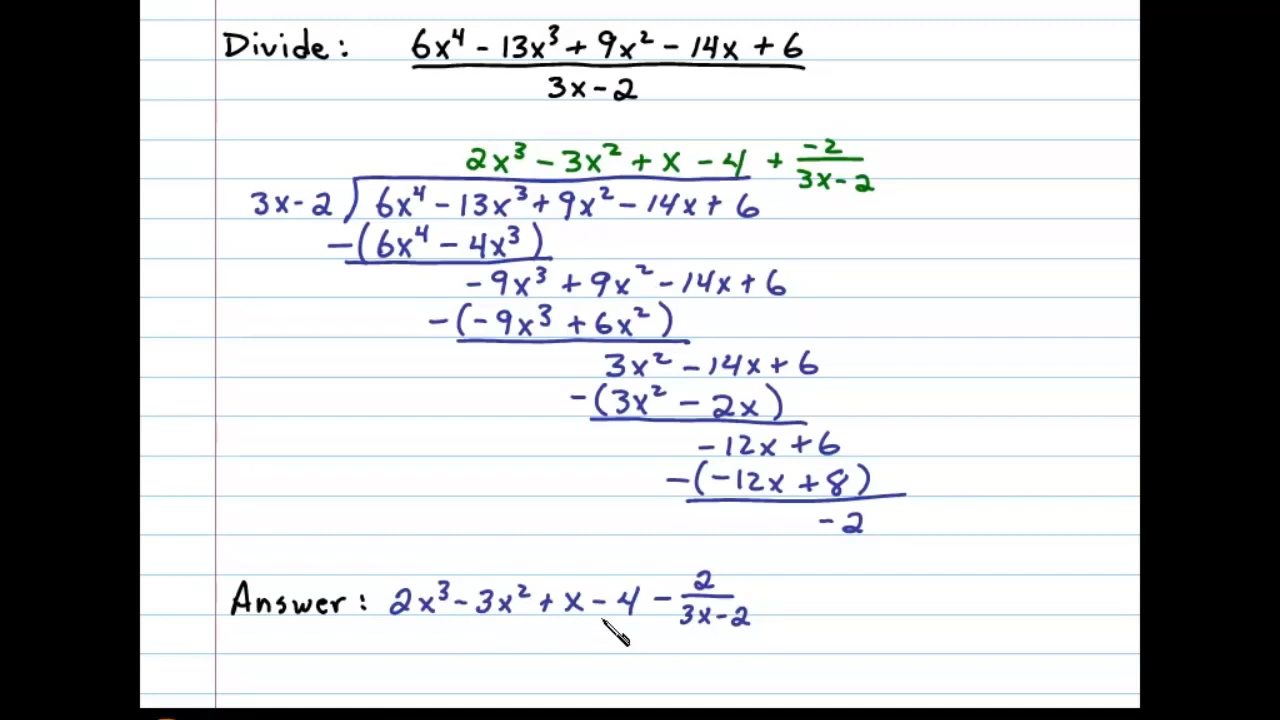 Divide: 6x⁴ - 13x³ + 9x² - 14x + 6
3x - 2
2x³ - 3x² + x - 4 + -2
3x - 2
3x - 2 ) 6x⁴ - 13x³ + 9x² - 14x + 6
-(6x⁴ - 4x³)
-9x³ + 9x² - 14x + 6
-(-9x³ + 6x²)
3x² - 14x + 6
-(3x² - 2x)
-12x + 6
-(-12x + 8)
-2
Answer: 2x³ - 3x² + x - 4 - 2
3x - 2